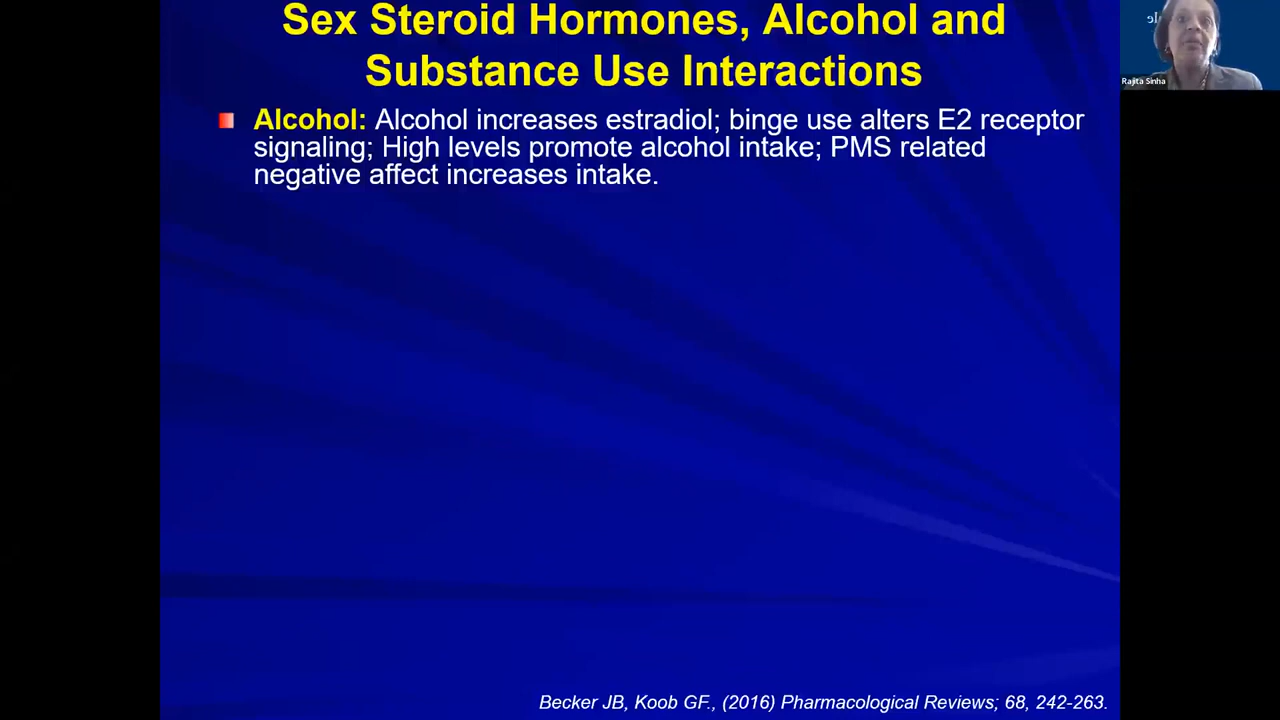 Sex Steroid Hormones, Alcohol and
Substance Use Interactions
Rajita Sinha
Alcohol: Alcohol increases estradiol; binge use alters E2 receptor
signaling; High levels promote alcohol intake; PMS related
negative affect increases intake.
Becker JB, Koob GF., (2016) Pharmacological Reviews; 68, 242-263.